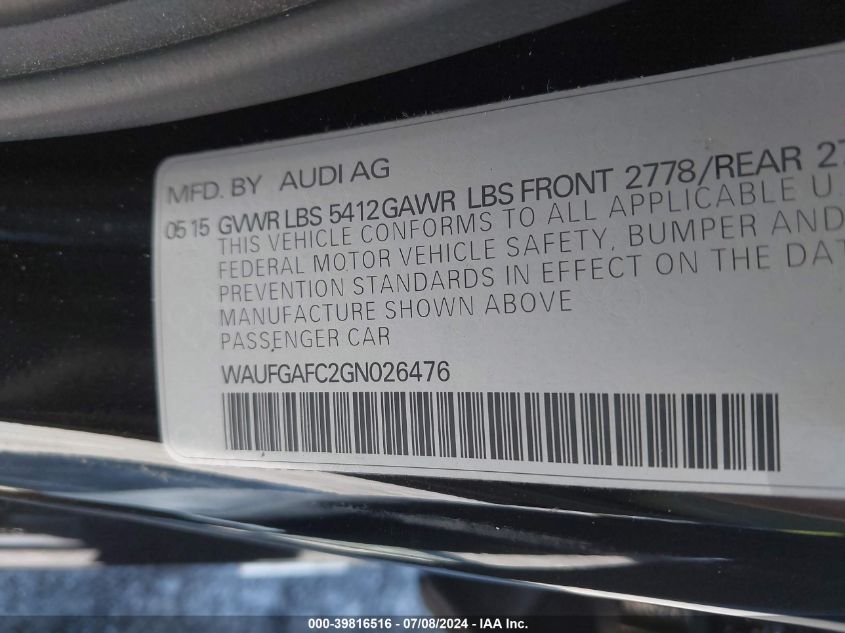 MFD. BY AUDI AG
05 15 GVWR LBS 5412 GAWR LBS FRONT 2778/REAR
THIS VEHICLE CONFORMS TO ALL APPLICABLE U.
FEDERAL MOTOR VEHICLE SAFETY, BUMPER AND
PREVENTION STANDARDS IN EFFECT ON THE
MANUFACTURE SHOWN ABOVE
PASSENGER CAR
WAUFGAFC2GN026476
000-39816516 - 07/08/2024 - IAA Inc.